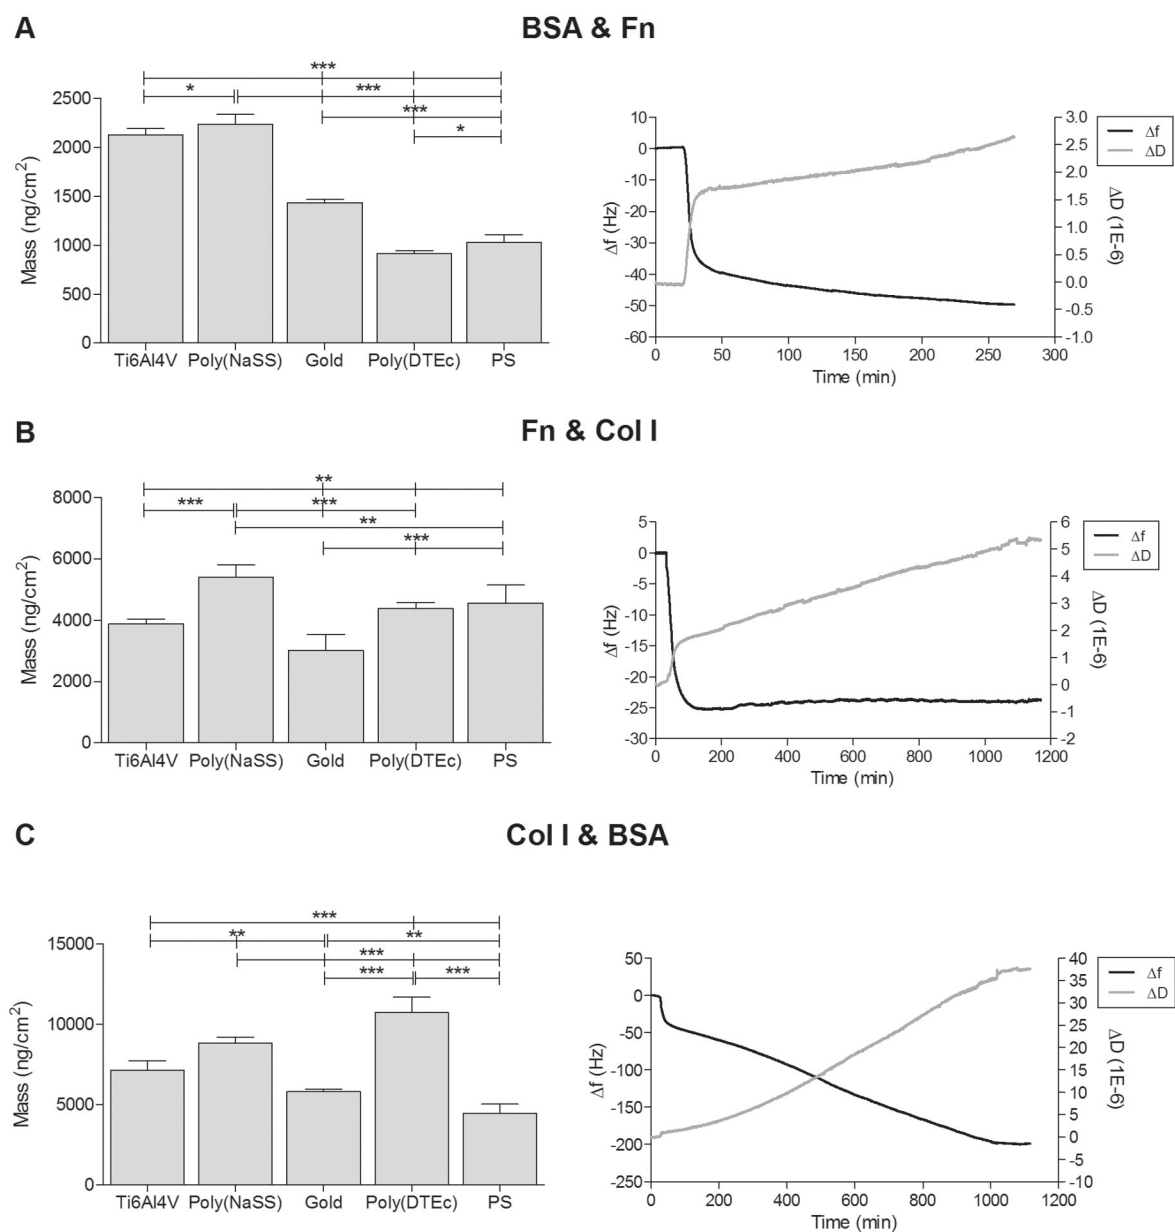 A
BSA & Fn
***
* ***
***
*
2500
2000
1500
1000
500
0
Mass (ng/cm²)
Ti6Al4V Poly(NaSS) Gold Poly(DTEc) PS
10
0
-10
-20
-30
-40
-50
-60
Δf (Hz)
0 50 100 150 200 250 300
Time (min)
3.0
2.5
2.0
1.5
1.0
0.5
0.0
-0.5
-1.0
ΔD (1E-6)
Δf
ΔD
B
Fn & Col I
**
*** ***
**
***
8000
6000
4000
2000
0
Mass (ng/cm²)
Ti6Al4V Poly(NaSS) Gold Poly(DTEc) PS
5
0
-5
-10
-15
-20
-25
-30
Δf (Hz)
0 200 400 600 800 1000 1200
Time (min)
6
5
4
3
2
1
0
-1
-2
ΔD (1E-6)
Δf
ΔD
C
Col I & BSA
***
** **
***
*** ***
15000
10000
5000
0
Mass (ng/cm²)
Ti6Al4V Poly(NaSS) Gold Poly(DTEc) PS
50
0
-50
-100
-150
-200
-250
Δf (Hz)
0 200 400 600 800 1000 1200
Time (min)
40
35
30
25
20
15
10
5
0
-5
-10
ΔD (1E-6)
Δf
ΔD